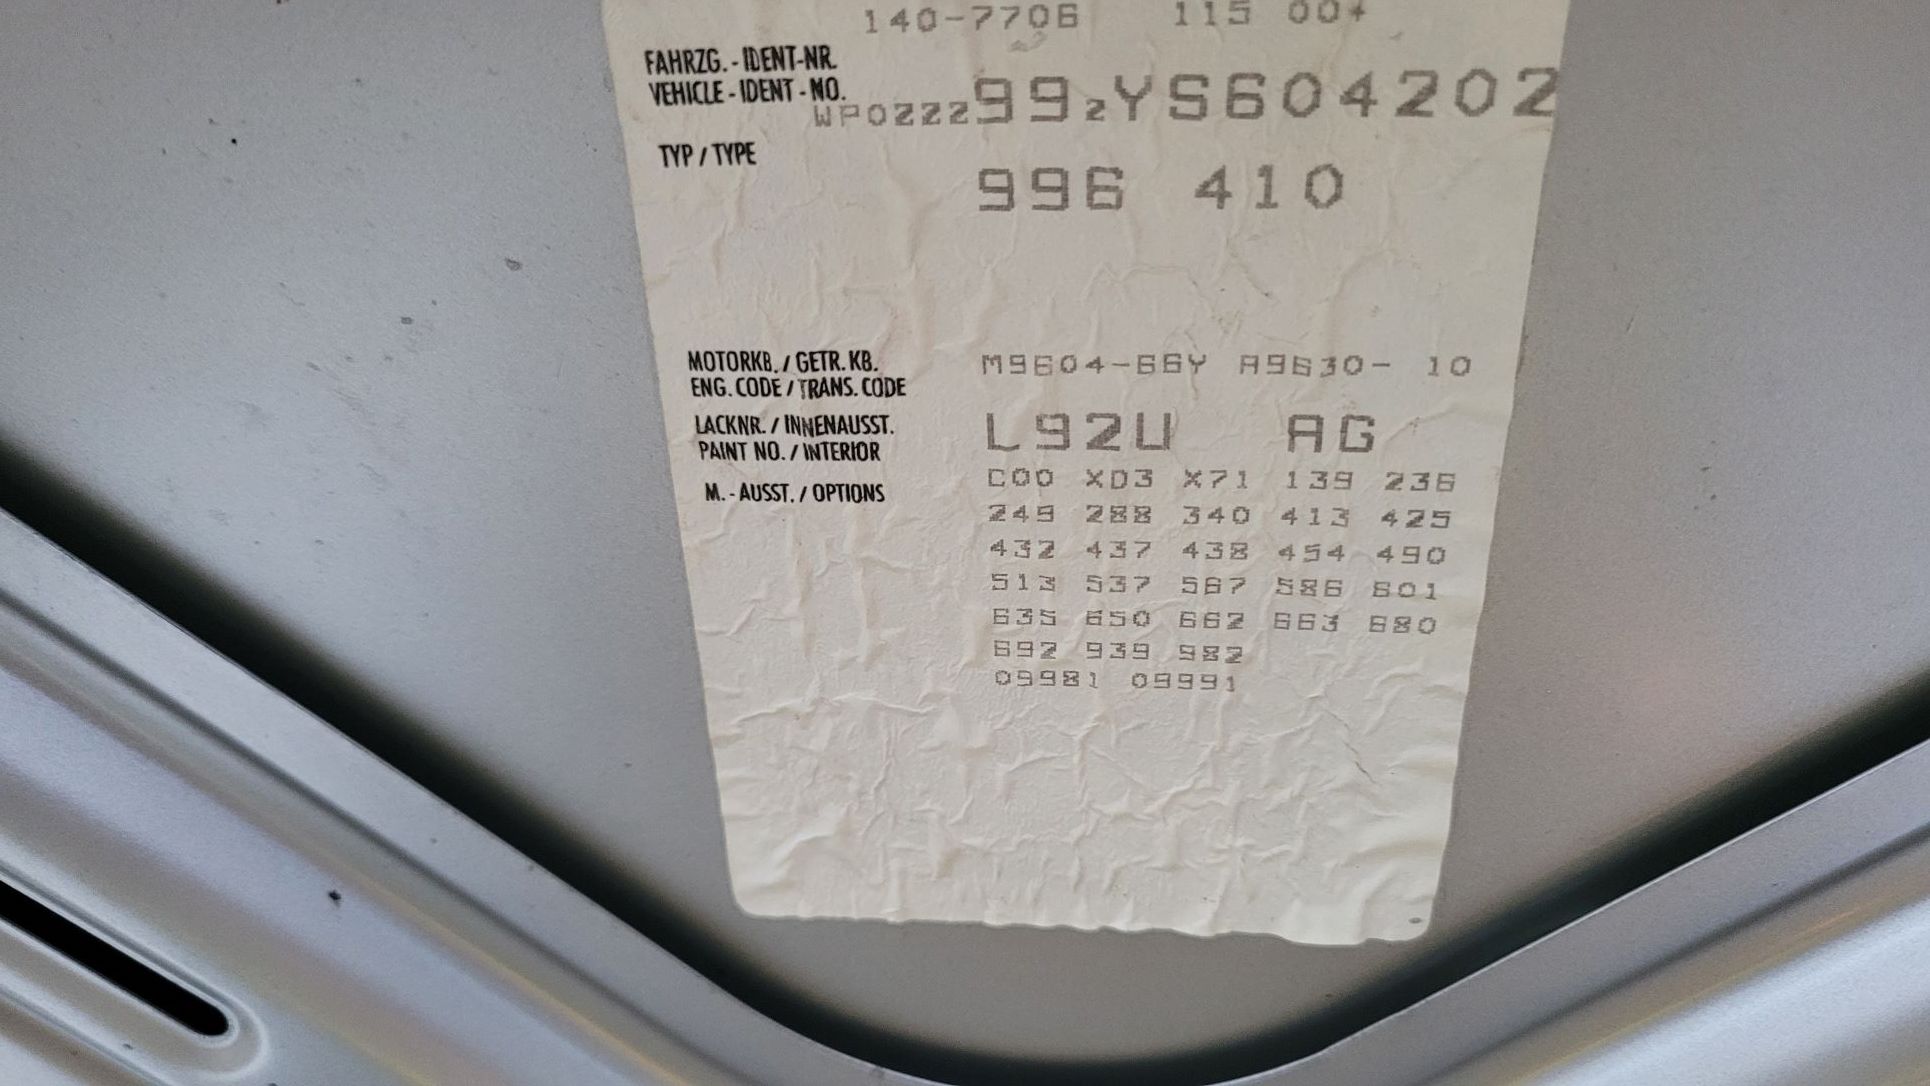 140-7706 115 00+
FAHRZG.-IDENT-NR.
VEHICLE-IDENT-NO. WP0ZZZ99ZYS604202
TYP / TYPE 996 410
MOTORKB. / GETR. KB. M9604-66Y A9630- 10
ENG. CODE / TRANS. CODE
LACKNR. / INNENAUSST. L92U AG
PAINT NO. / INTERIOR
C00 XD3 X71 139 236
M.-AUSST. / OPTIONS
249 288 340 413 425
432 437 438 454 490
513 537 567 586 601
635 650 662 663 680
692 939 982
09981 09991